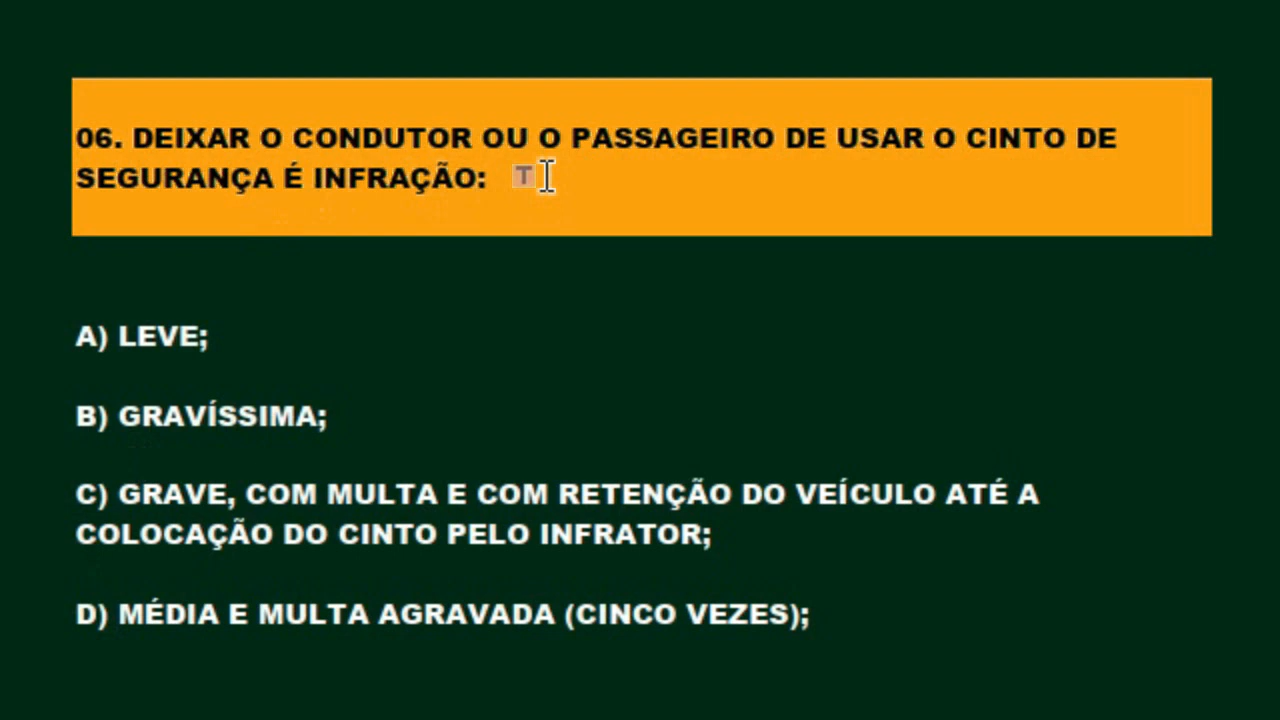 06. DEIXAR O CONDUTOR OU O PASSAGEIRO DE USAR O CINTO DE
SEGURANÇA É INFRAÇÃO: T
A) LEVE;
B) GRAVÍSSIMA;
C) GRAVE, COM MULTA E COM RETENÇÃO DO VEÍCULO ATÉ A
COLOCAÇÃO DO CINTO PELO INFRATOR;
D) MÉDIA E MULTA AGRAVADA (CINCO VEZES);